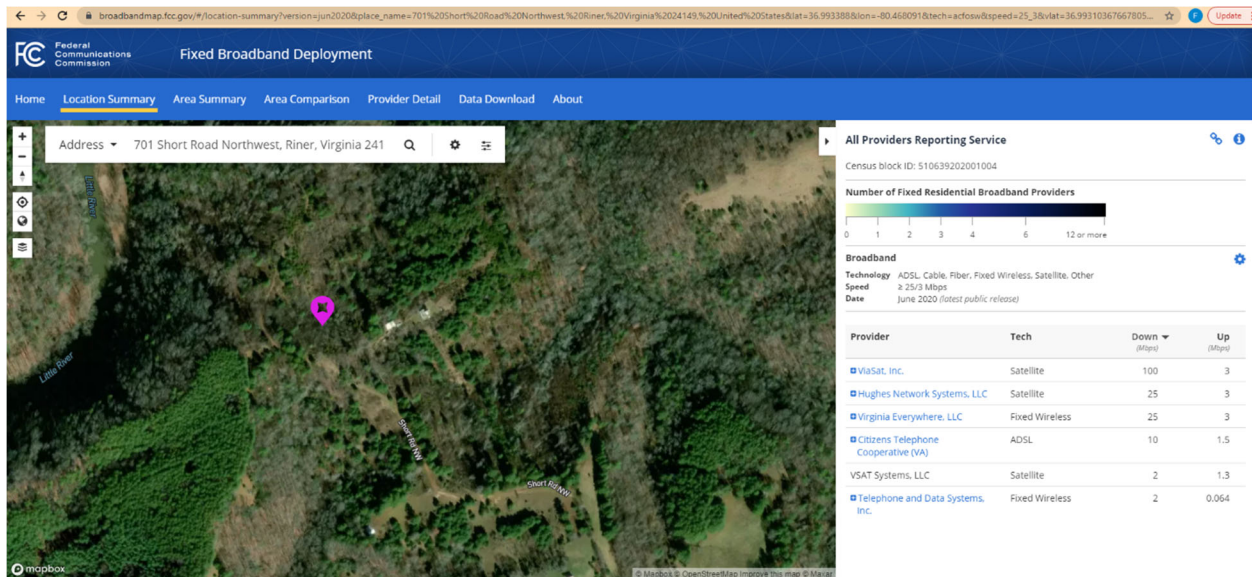 broadbandmap.fcc.gov/#/location-summary?version=jun2020&place_name=701%20Short%20Road%20Northwest,%20Riner,%20Virginia%2024149,%20United%20States&lat=36.993388&lon=-80.468091&tech=acfosw&speed=25_3&vlat=36.99310367667805...
F
Update
FCC
Federal
Communications
Commission
Fixed Broadband Deployment
Home Location Summary Area Summary Area Comparison Provider Detail Data Download About
Address 701 Short Road Northwest, Riner, Virginia 241
Little River
Little River
Short Rd NW
Short Rd NW
mapbox
© Mapbox © OpenStreetMap Improve this map © Maxar
All Providers Reporting Service
Census block ID: 510639202001004
Number of Fixed Residential Broadband Providers
0 1 2 3 4 6 12 or more
Broadband
Technology ADSL, Cable, Fiber, Fixed Wireless, Satellite, Other
Speed ≥ 25/3 Mbps
Date June 2020 (latest public release)
Provider Tech Down Up
(Mbps) (Mbps)
ViaSat, Inc. Satellite 100 3
Hughes Network Systems, LLC Satellite 25 3
Virginia Everywhere, LLC Fixed Wireless 25 3
Citizens Telephone ADSL 10 1.5
Cooperative (VA)
VSAT Systems, LLC Satellite 2 1.3
Telephone and Data Systems, Fixed Wireless 2 0.064
Inc.